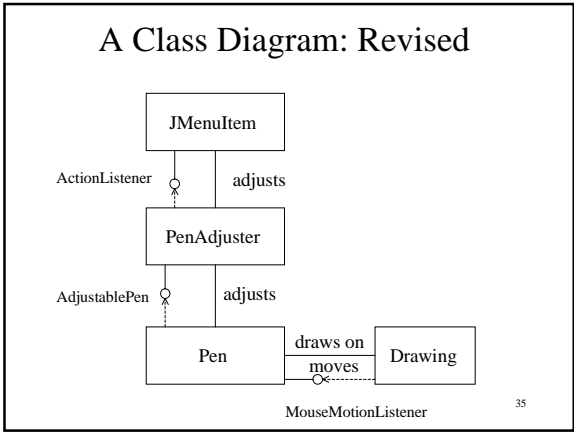 A Class Diagram: Revised
JMenuItem
ActionListener
adjusts
PenAdjuster
AdjustablePen
adjusts
Pen
draws on
moves
Drawing
MouseMotionListener
35